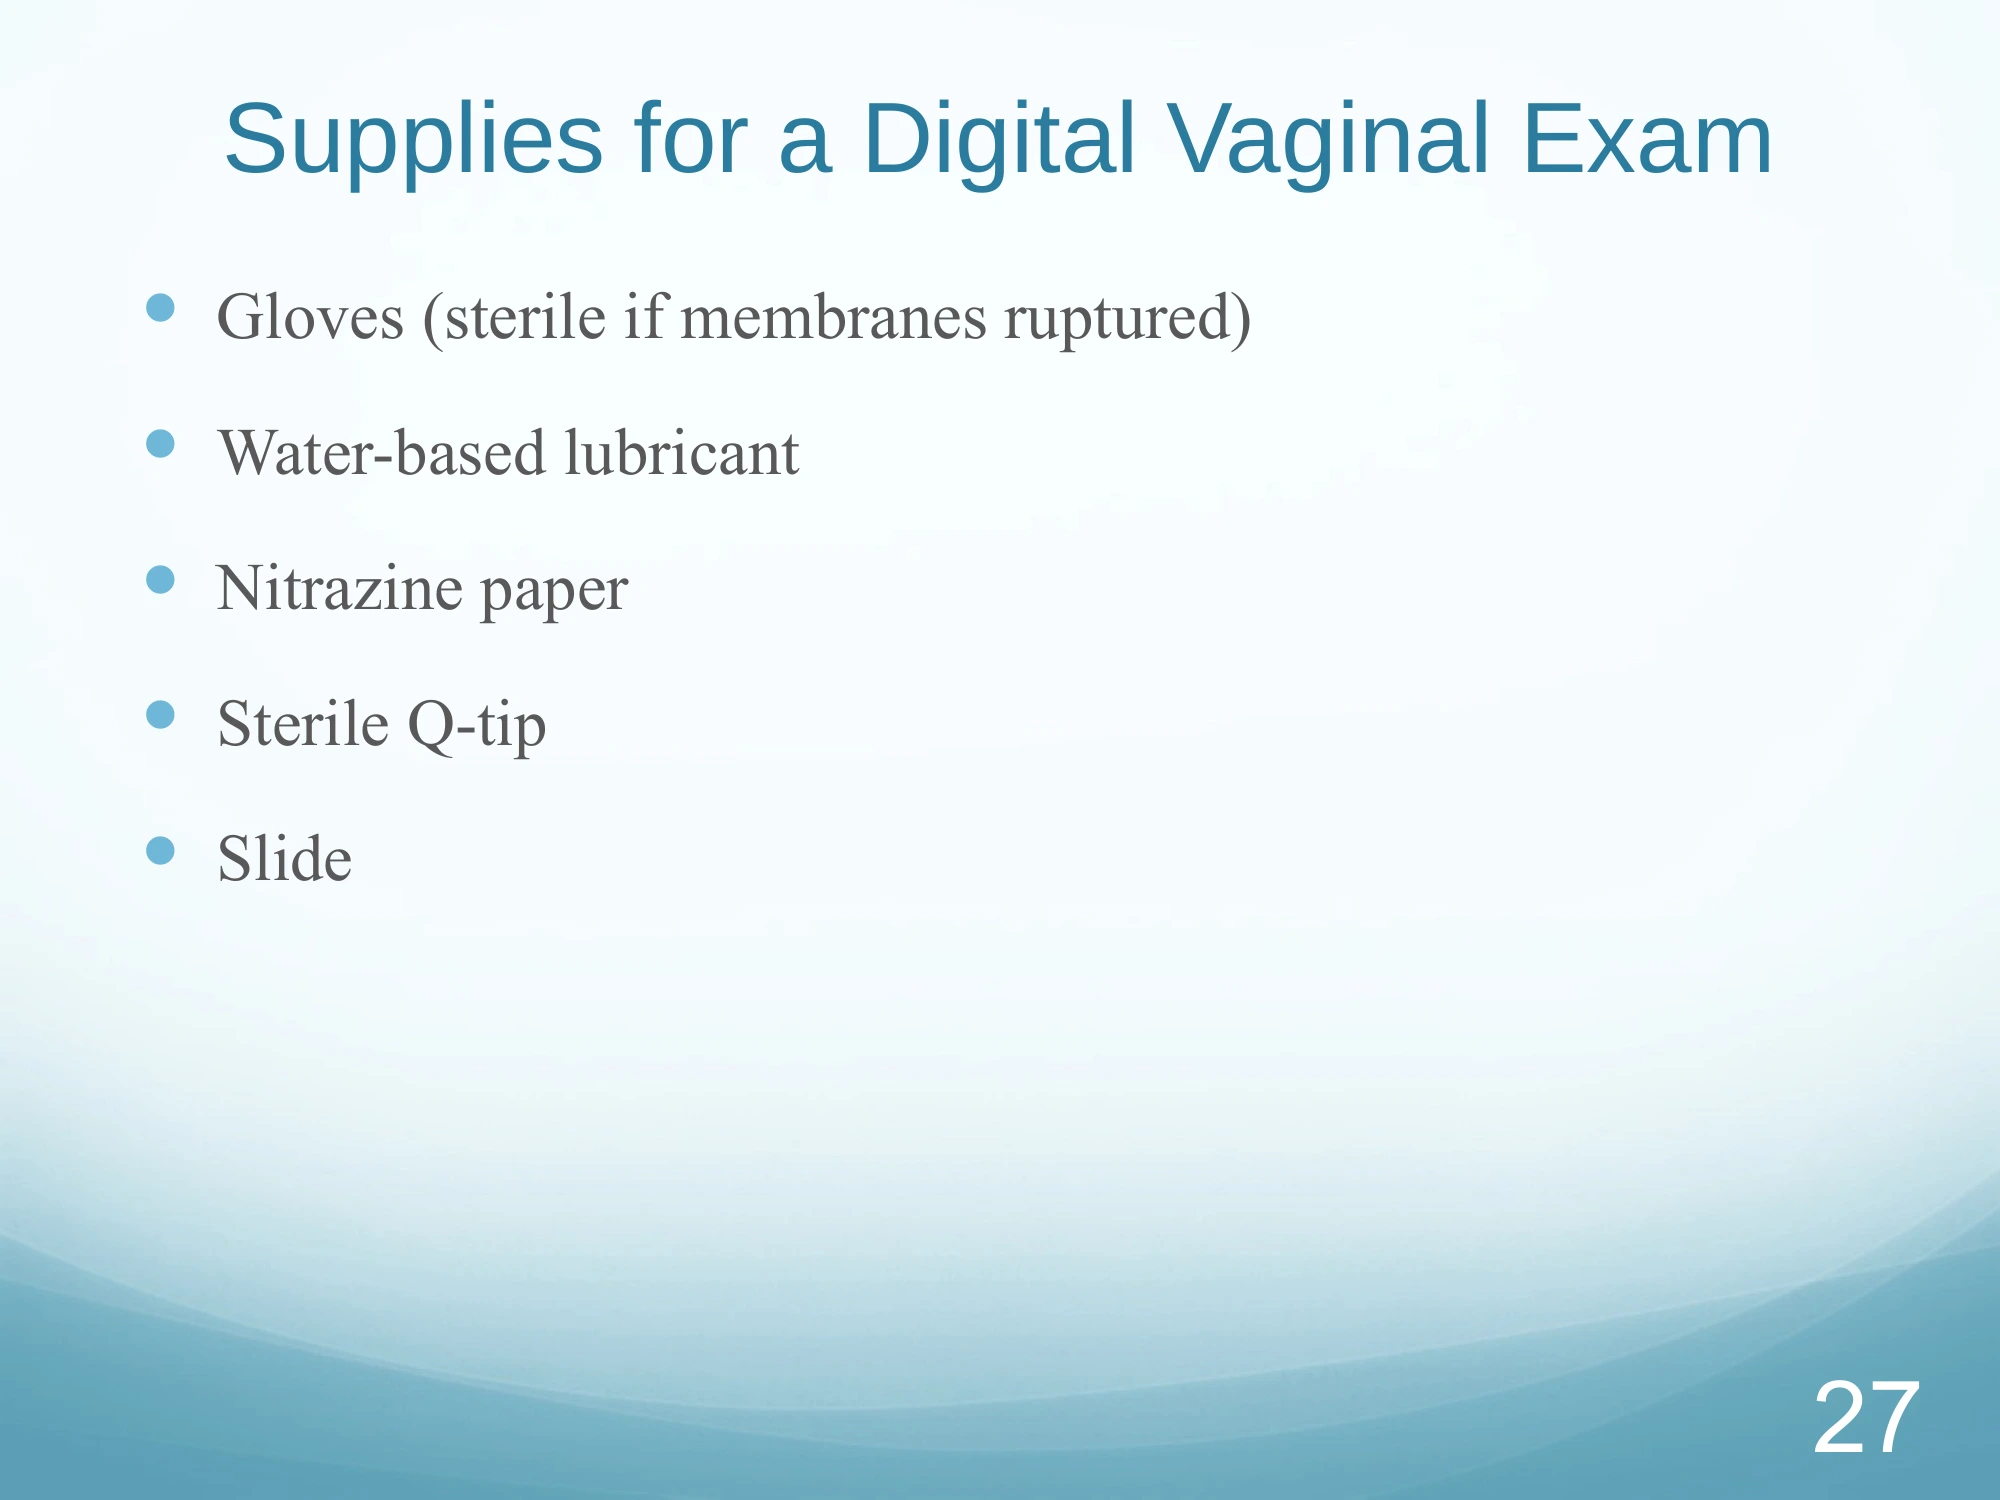 Supplies for a Digital Vaginal Exam
Gloves (sterile if membranes ruptured)
Water-based lubricant
Nitrazine paper
Sterile Q-tip
Slide
27